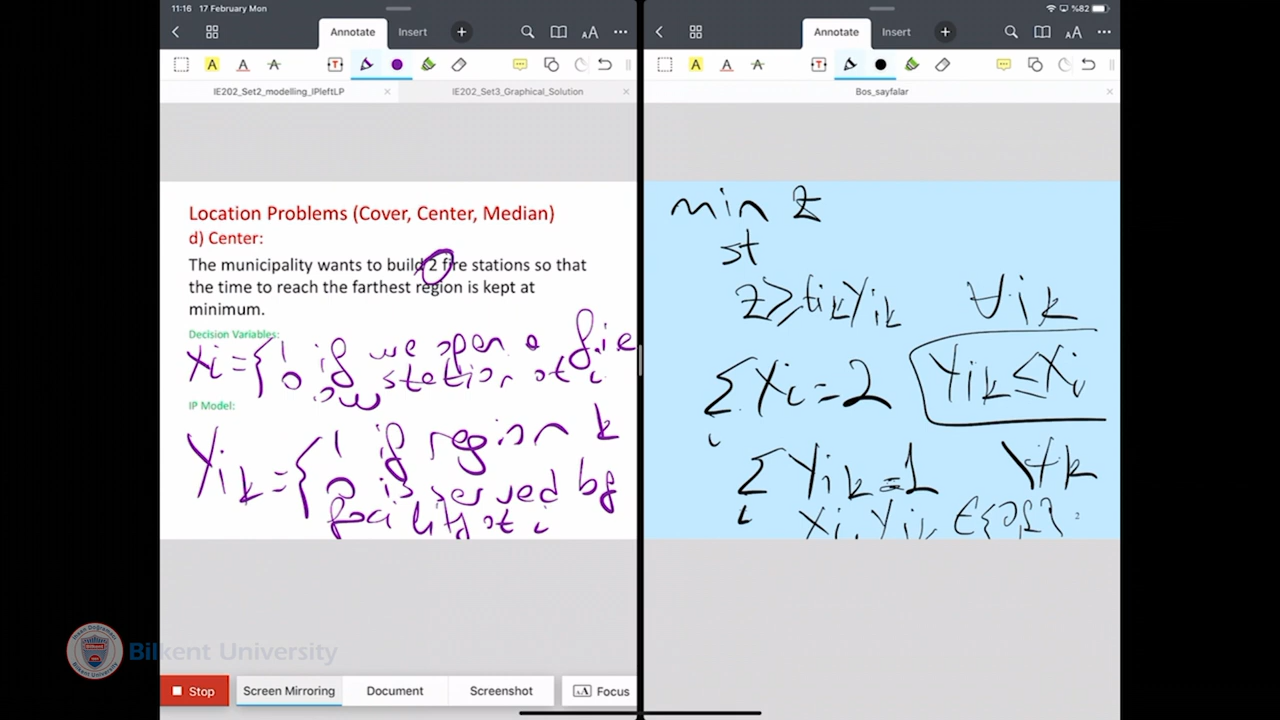 11:16 17 February Mon
%82
Annotate Insert
Annotate Insert
IE202_Set2_modelling_IPleftLP
IE202_Set3_Graphical_Solution
Bos_sayfalar
Location Problems (Cover, Center, Median)
d) Center:
The municipality wants to build 2 fire stations so that
the time to reach the farthest region is kept at
minimum.
Decision Variables:
Xi = { 1 if we open a fire
0 station at i
ow
IP Model:
Yik = { 1 if region k
0 is served by
facility at i
min z
st
z ≥ tik Yik ∀ik
Σ Xi = 2 Yik ≤ Xi
i
Σ Yik = 1 ∀k
i
Xi, Yik ∈ {0,1}
2
Bilkent University
Stop
Screen Mirroring
Document
Screenshot
Focus